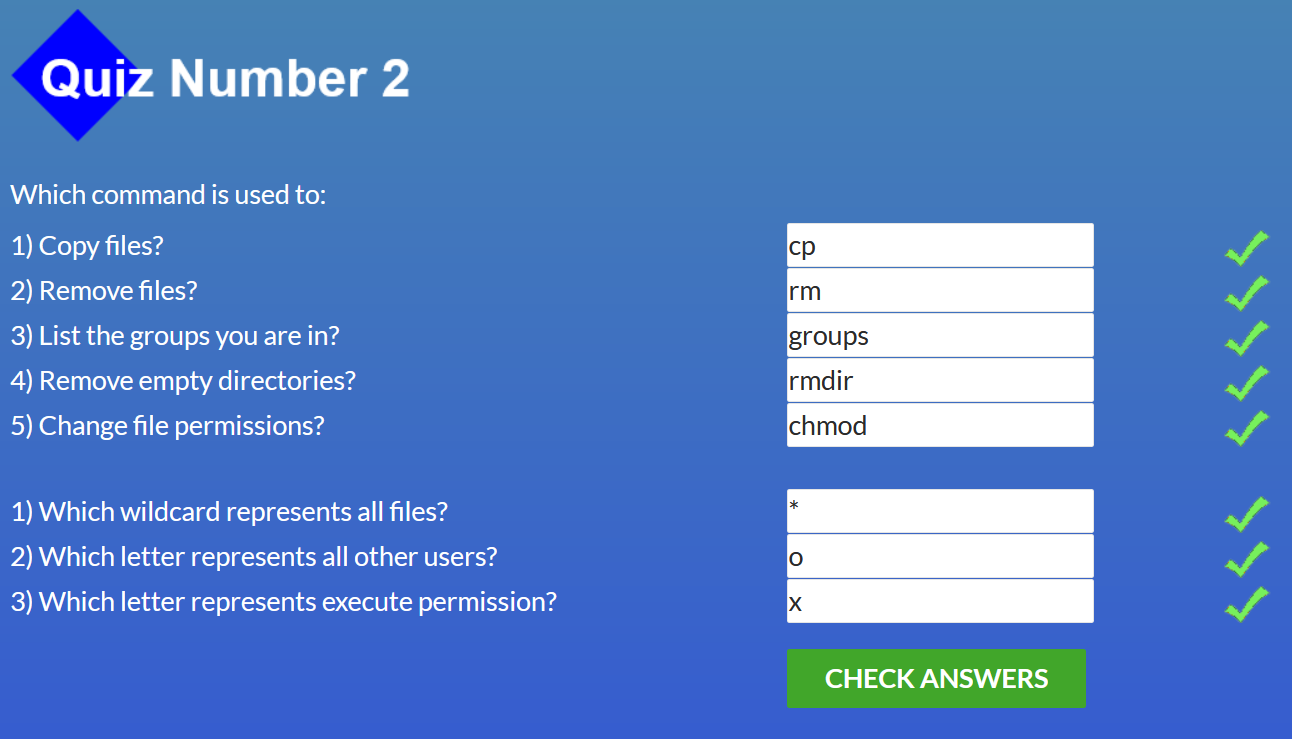 Quiz Number 2
Which command is used to:
1) Copy files? cp
2) Remove files? rm
3) List the groups you are in? groups
4) Remove empty directories? rmdir
5) Change file permissions? chmod
1) Which wildcard represents all files? *
2) Which letter represents all other users? o
3) Which letter represents execute permission? x
CHECK ANSWERS